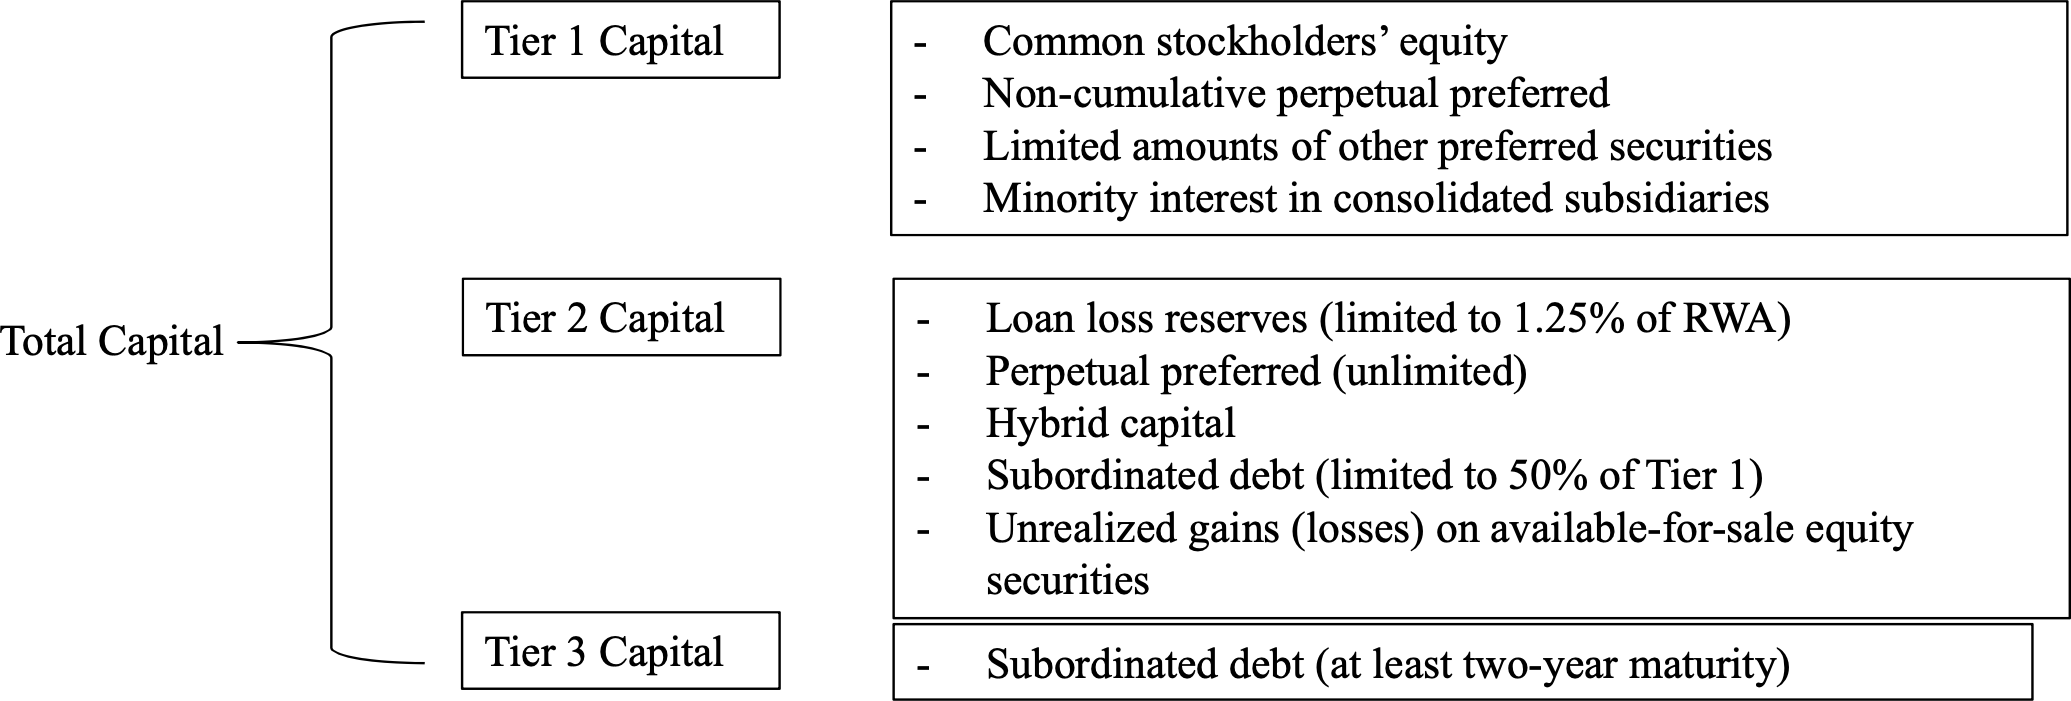 Total Capital
Tier 1 Capital
- Common stockholders’ equity
- Non-cumulative perpetual preferred
- Limited amounts of other preferred securities
- Minority interest in consolidated subsidiaries
Tier 2 Capital
- Loan loss reserves (limited to 1.25% of RWA)
- Perpetual preferred (unlimited)
- Hybrid capital
- Subordinated debt (limited to 50% of Tier 1)
- Unrealized gains (losses) on available-for-sale equity
securities
Tier 3 Capital
- Subordinated debt (at least two-year maturity)